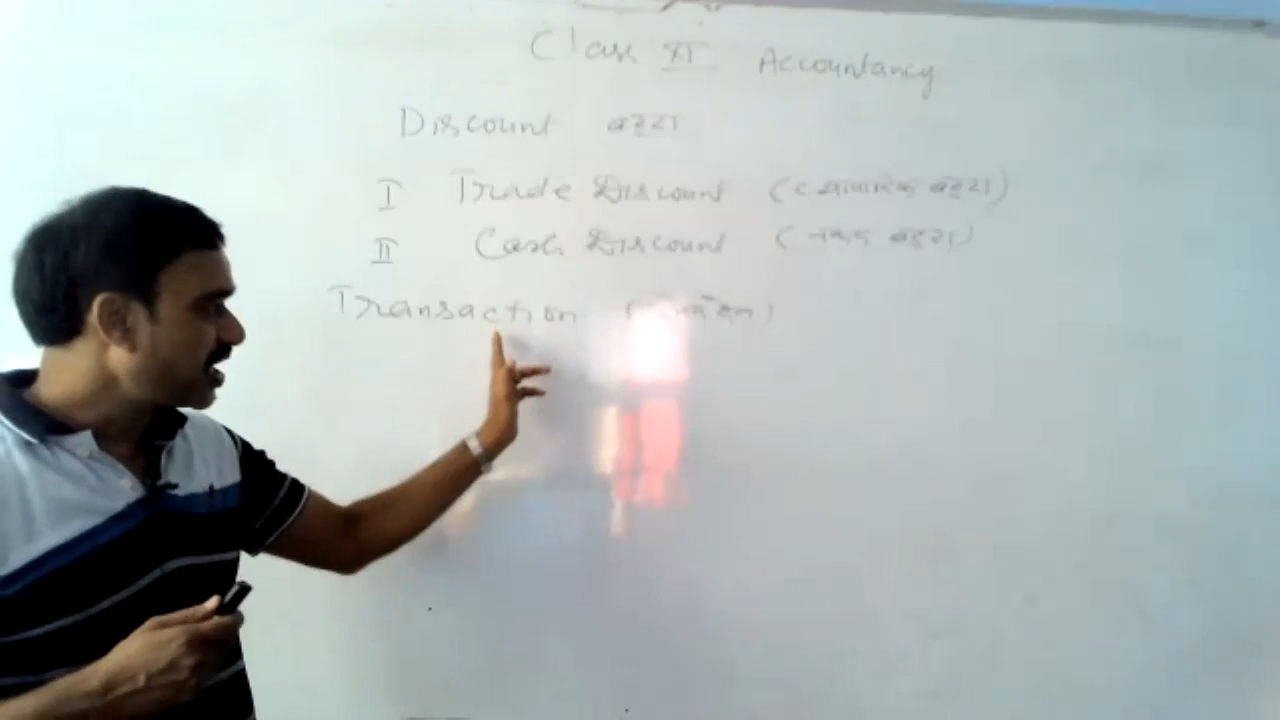 Class XI Accountancy
Discount बट्टा
I Trade Discount (व्यापारिक बट्टा)
II Cash Discount (नकद बट्टा)
Transaction